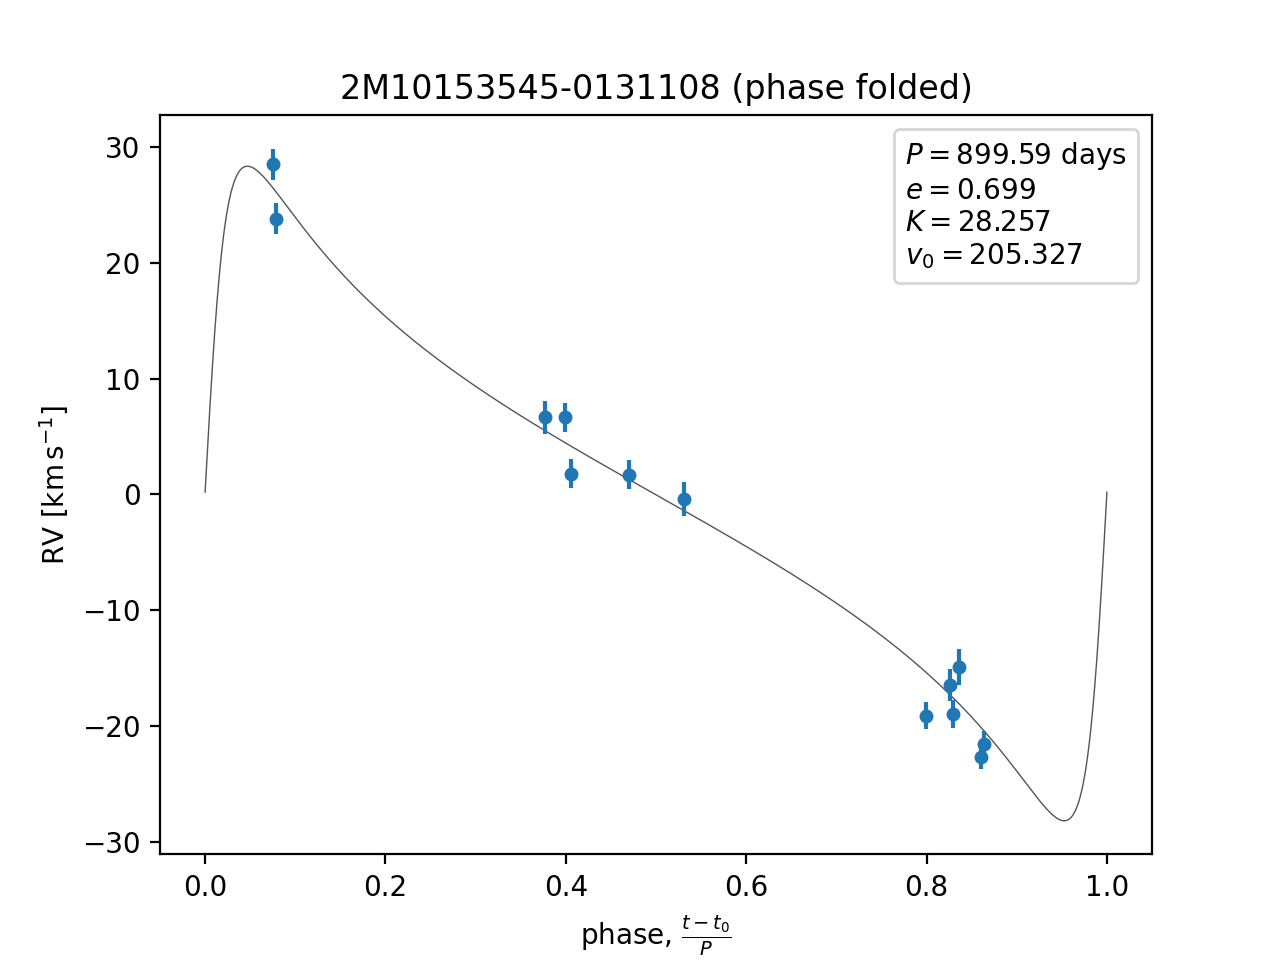 2M10153545-0131108 (phase folded)
P = 899.59 days
e = 0.699
K = 28.257
v₀ = 205.327
RV [km s⁻¹]
30
20
10
0
−10
−20
−30
0.0 0.2 0.4 0.6 0.8 1.0
phase, (t − t₀)/P